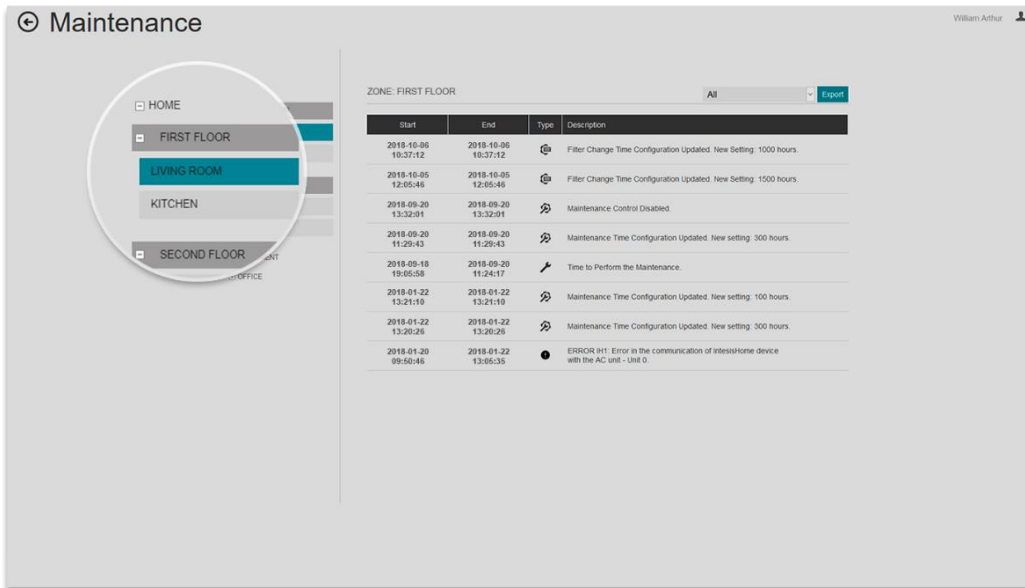 Maintenance
William Arthur
HOME
FIRST FLOOR
LIVING ROOM
KITCHEN
SECOND FLOOR
OFFICE
ZONE: FIRST FLOOR
All
Export
Start End Type Description
2018-10-06 2018-10-06
10:37:12 10:37:12
Filter Change Time Configuration Updated. New Setting: 1000 hours.
2018-10-05 2018-10-05
12:05:46 12:05:46
Filter Change Time Configuration Updated. New Setting: 1500 hours.
2018-09-20 2018-09-20
13:32:01 13:32:01
Maintenance Control Disabled.
2018-09-20 2018-09-20
11:29:43 11:29:43
Maintenance Time Configuration Updated. New setting: 300 hours.
2018-09-18 2018-09-20
19:05:58 11:24:17
Time to Perform the Maintenance.
2018-01-22 2018-01-22
13:21:10 13:21:10
Maintenance Time Configuration Updated. New setting: 100 hours.
2018-01-22 2018-01-22
13:20:26 13:20:26
Maintenance Time Configuration Updated. New setting: 300 hours.
2018-01-20 2018-01-22
09:50:46 13:05:35
ERROR IH1: Error in the communication of IntesisHome device
with the AC unit - Unit 0.